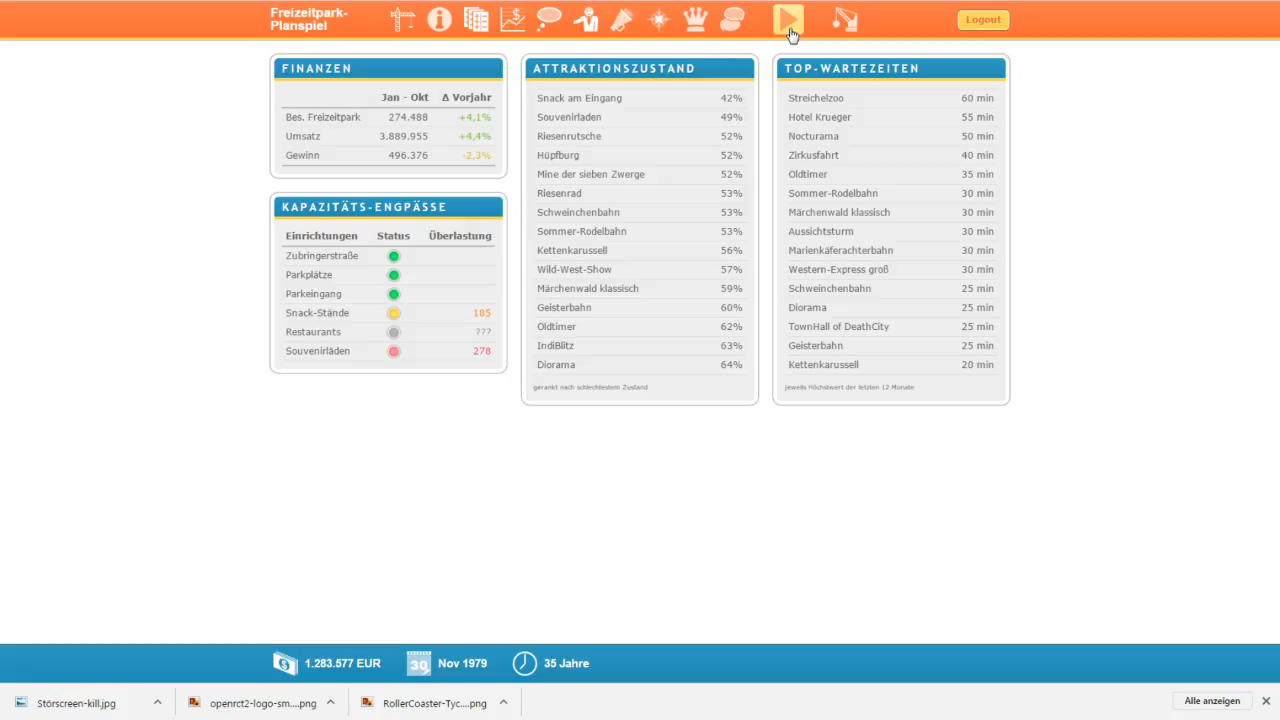 Freizeitpark-
Planspiel
Logout
FINANZEN
Jan - Okt Δ Vorjahr
Bes. Freizeitpark 274.488 +4,1%
Umsatz 3.889.955 +4,4%
Gewinn 496.376 -2,3%
KAPAZITÄTS-ENGPÄSSE
Einrichtungen Status Überlastung
Zubringerstraße
Parkplätze
Parkeingang
Snack-Stände 185
Restaurants ???
Souvenirläden 278
ATTRAKTIONSZUSTAND
Snack am Eingang 42%
Souvenirladen 49%
Riesenrutsche 52%
Hüpfburg 52%
Mine der sieben Zwerge 52%
Riesenrad 53%
Schweinchenbahn 53%
Sommer-Rodelbahn 53%
Kettenkarussell 56%
Wild-West-Show 57%
Märchenwald klassisch 59%
Geisterbahn 60%
Oldtimer 62%
IndiBlitz 63%
Diorama 64%
gerankt nach schlechtestem Zustand
TOP-WARTEZEITEN
Streichelzoo 60 min
Hotel Krueger 55 min
Nocturama 50 min
Zirkusfahrt 40 min
Oldtimer 35 min
Sommer-Rodelbahn 30 min
Märchenwald klassisch 30 min
Aussichtsturm 30 min
Marienkäferachterbahn 30 min
Western-Express groß 30 min
Schweinchenbahn 25 min
Diorama 25 min
TownHall of DeathCity 25 min
Geisterbahn 25 min
Kettenkarussell 20 min
jeweils Höchstwert der letzten 12 Monate
1.283.577 EUR
30
Nov 1979
35 Jahre
Störscreen-kill.jpg
openrct2-logo-sm....png
RollerCoaster-Tyc....png
Alle anzeigen